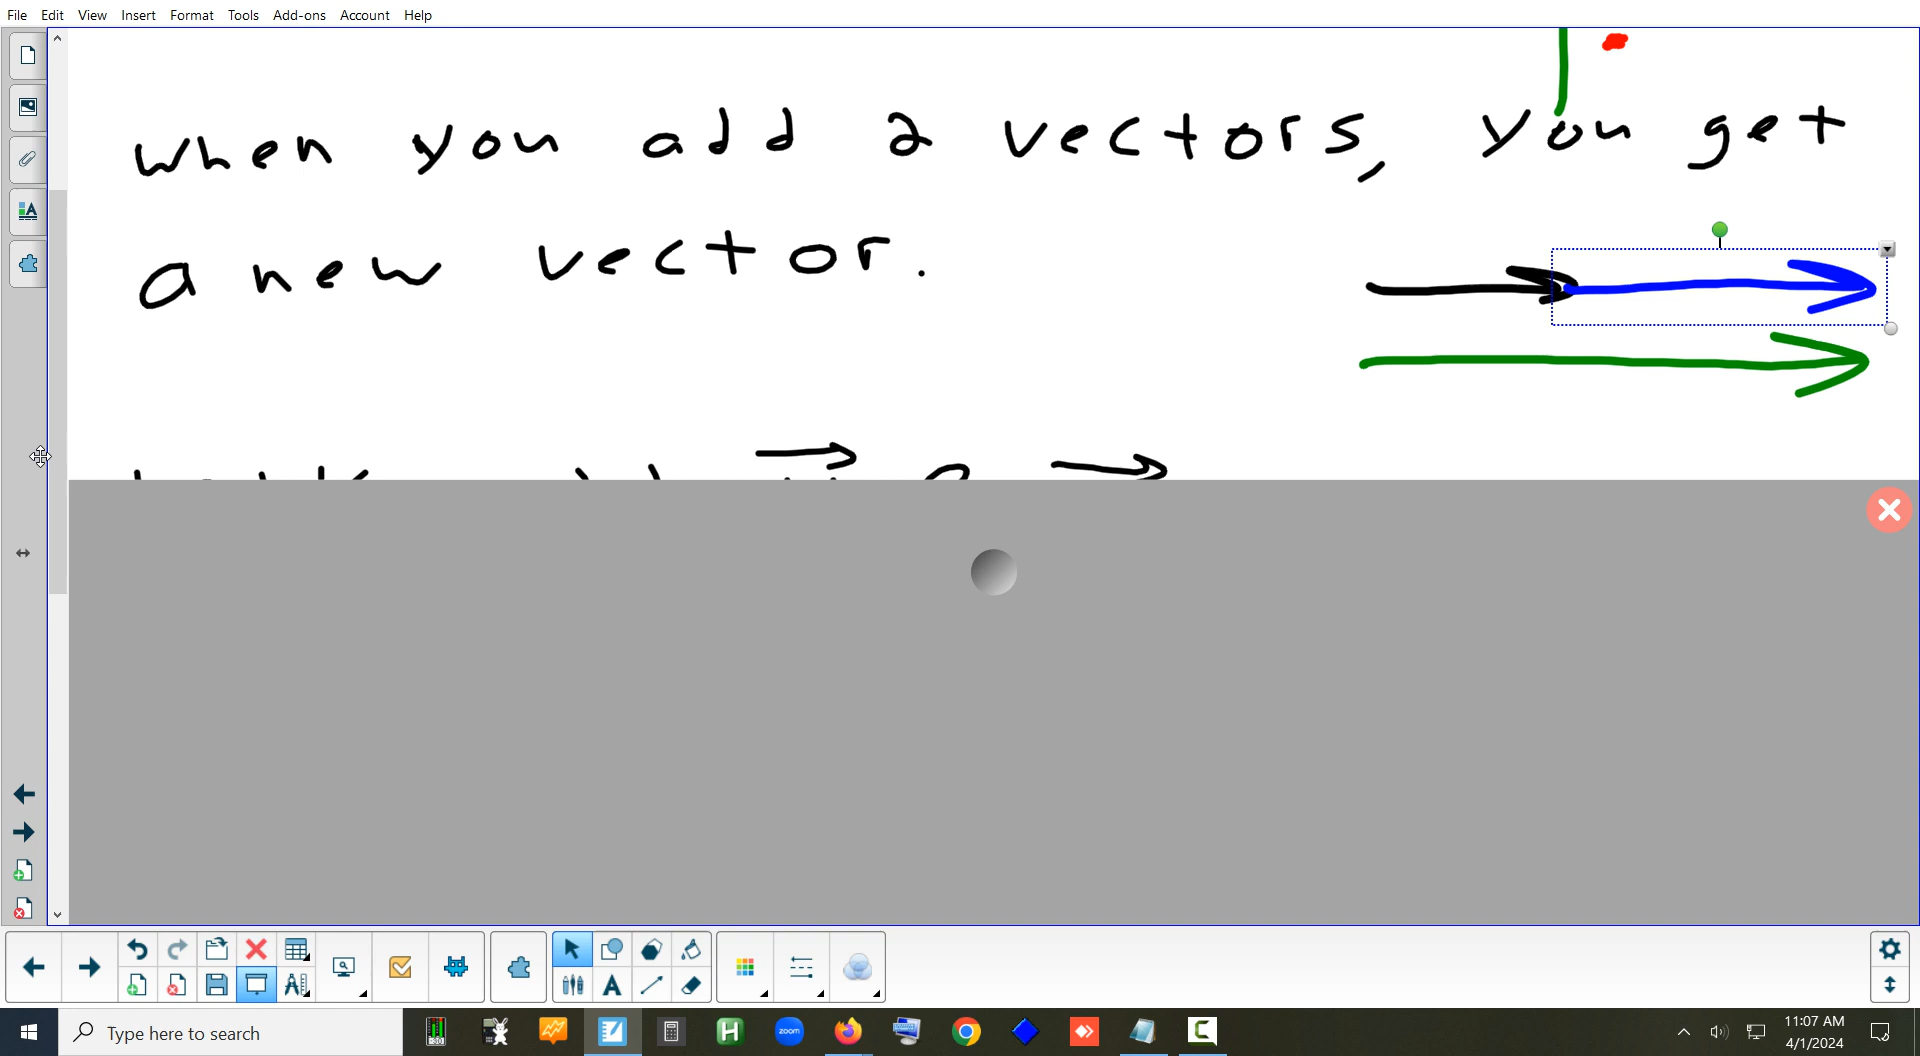 File Edit View Insert Format Tools Add-ons Account Help
when you add 2 vectors, you get
a new vector.
Type here to search
zoom
11:07 AM
4/1/2024